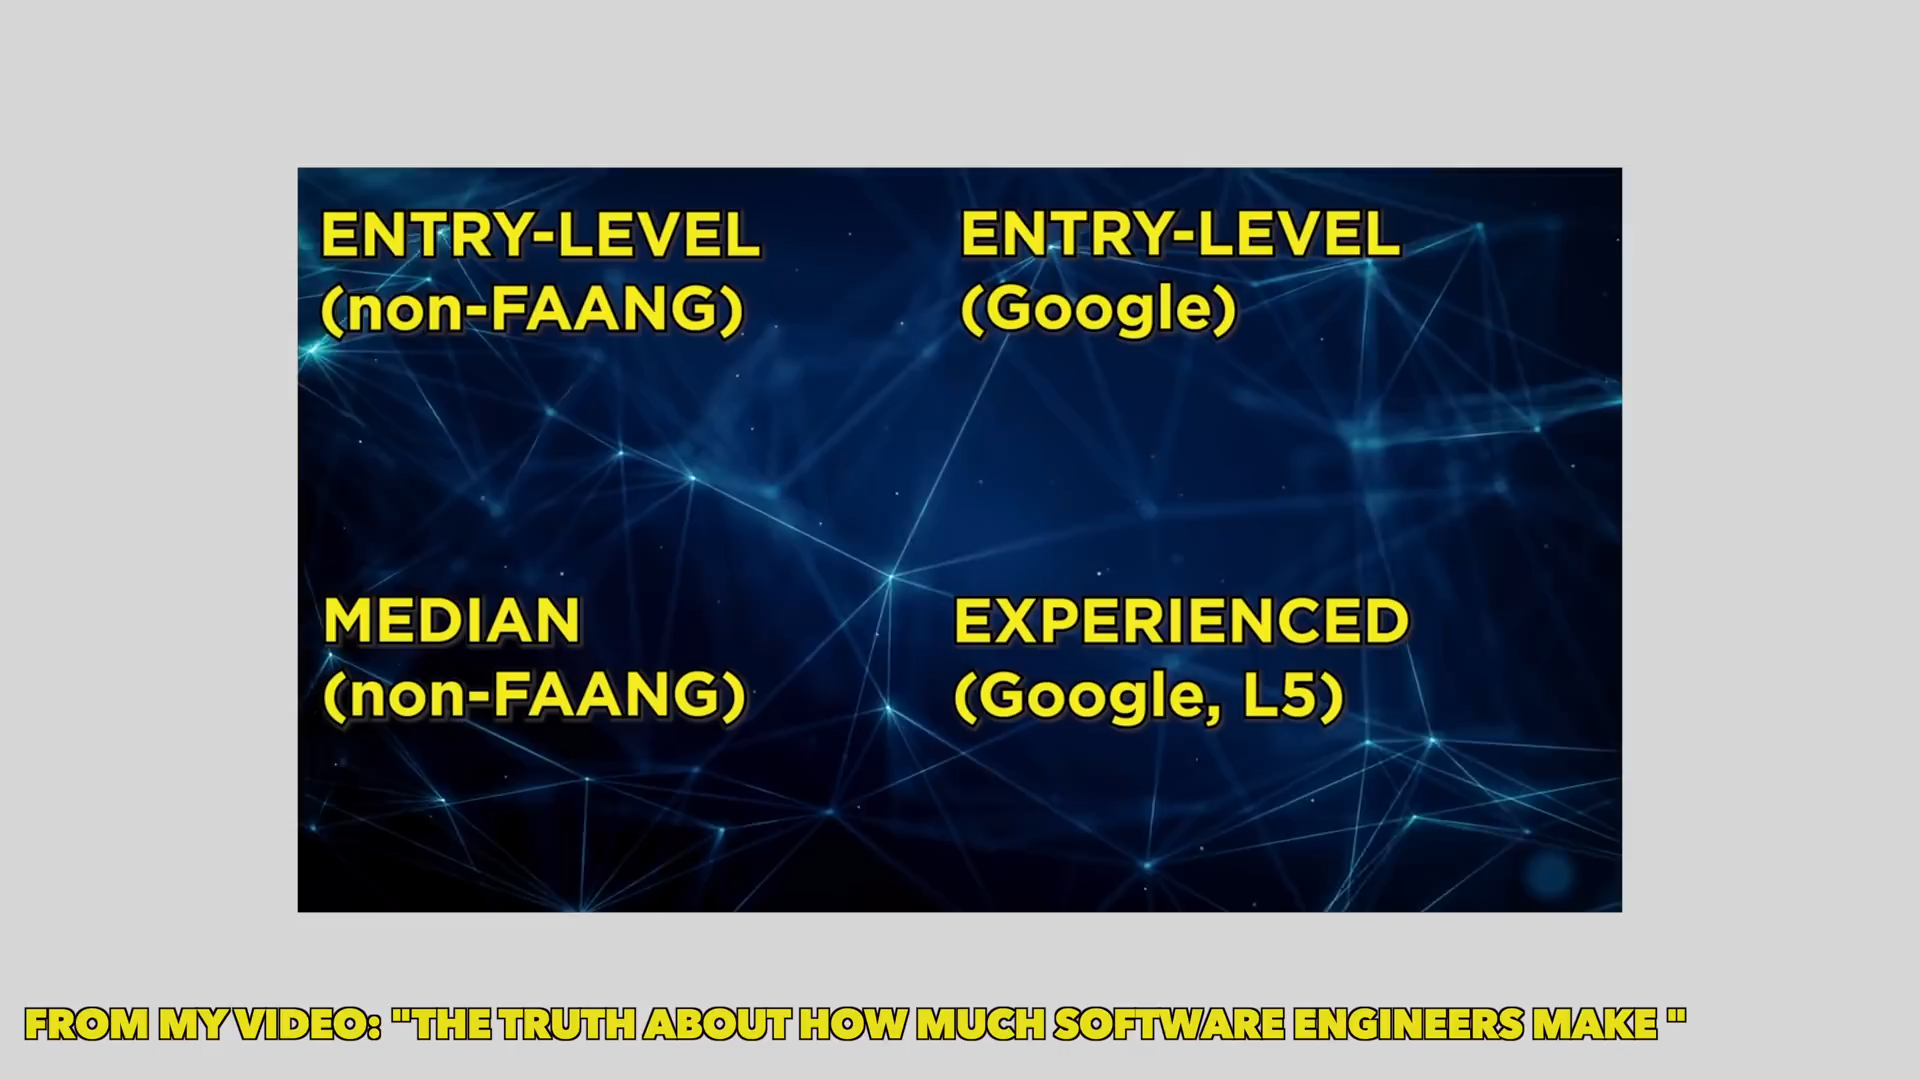 ENTRY-LEVEL
(non-FAANG)
ENTRY-LEVEL
(Google)
MEDIAN
(non-FAANG)
EXPERIENCED
(Google, L5)
FROM MY VIDEO: "THE TRUTH ABOUT HOW MUCH SOFTWARE ENGINEERS MAKE "